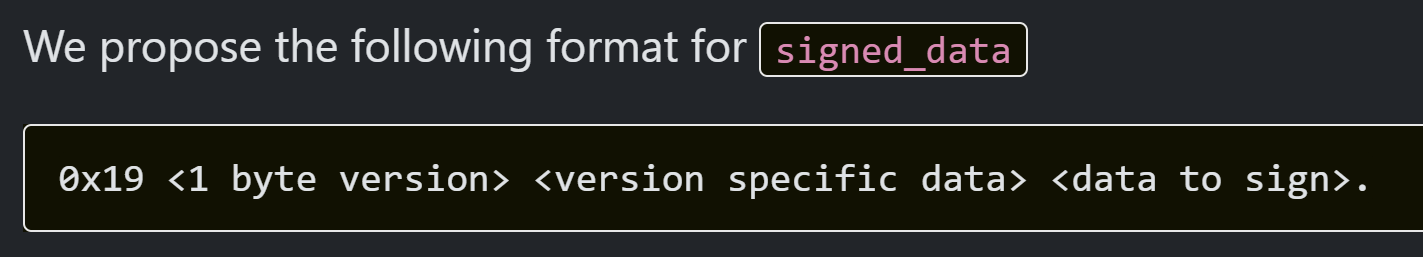 We propose the following format for signed_data
0x19 <1 byte version> <version specific data> <data to sign>.